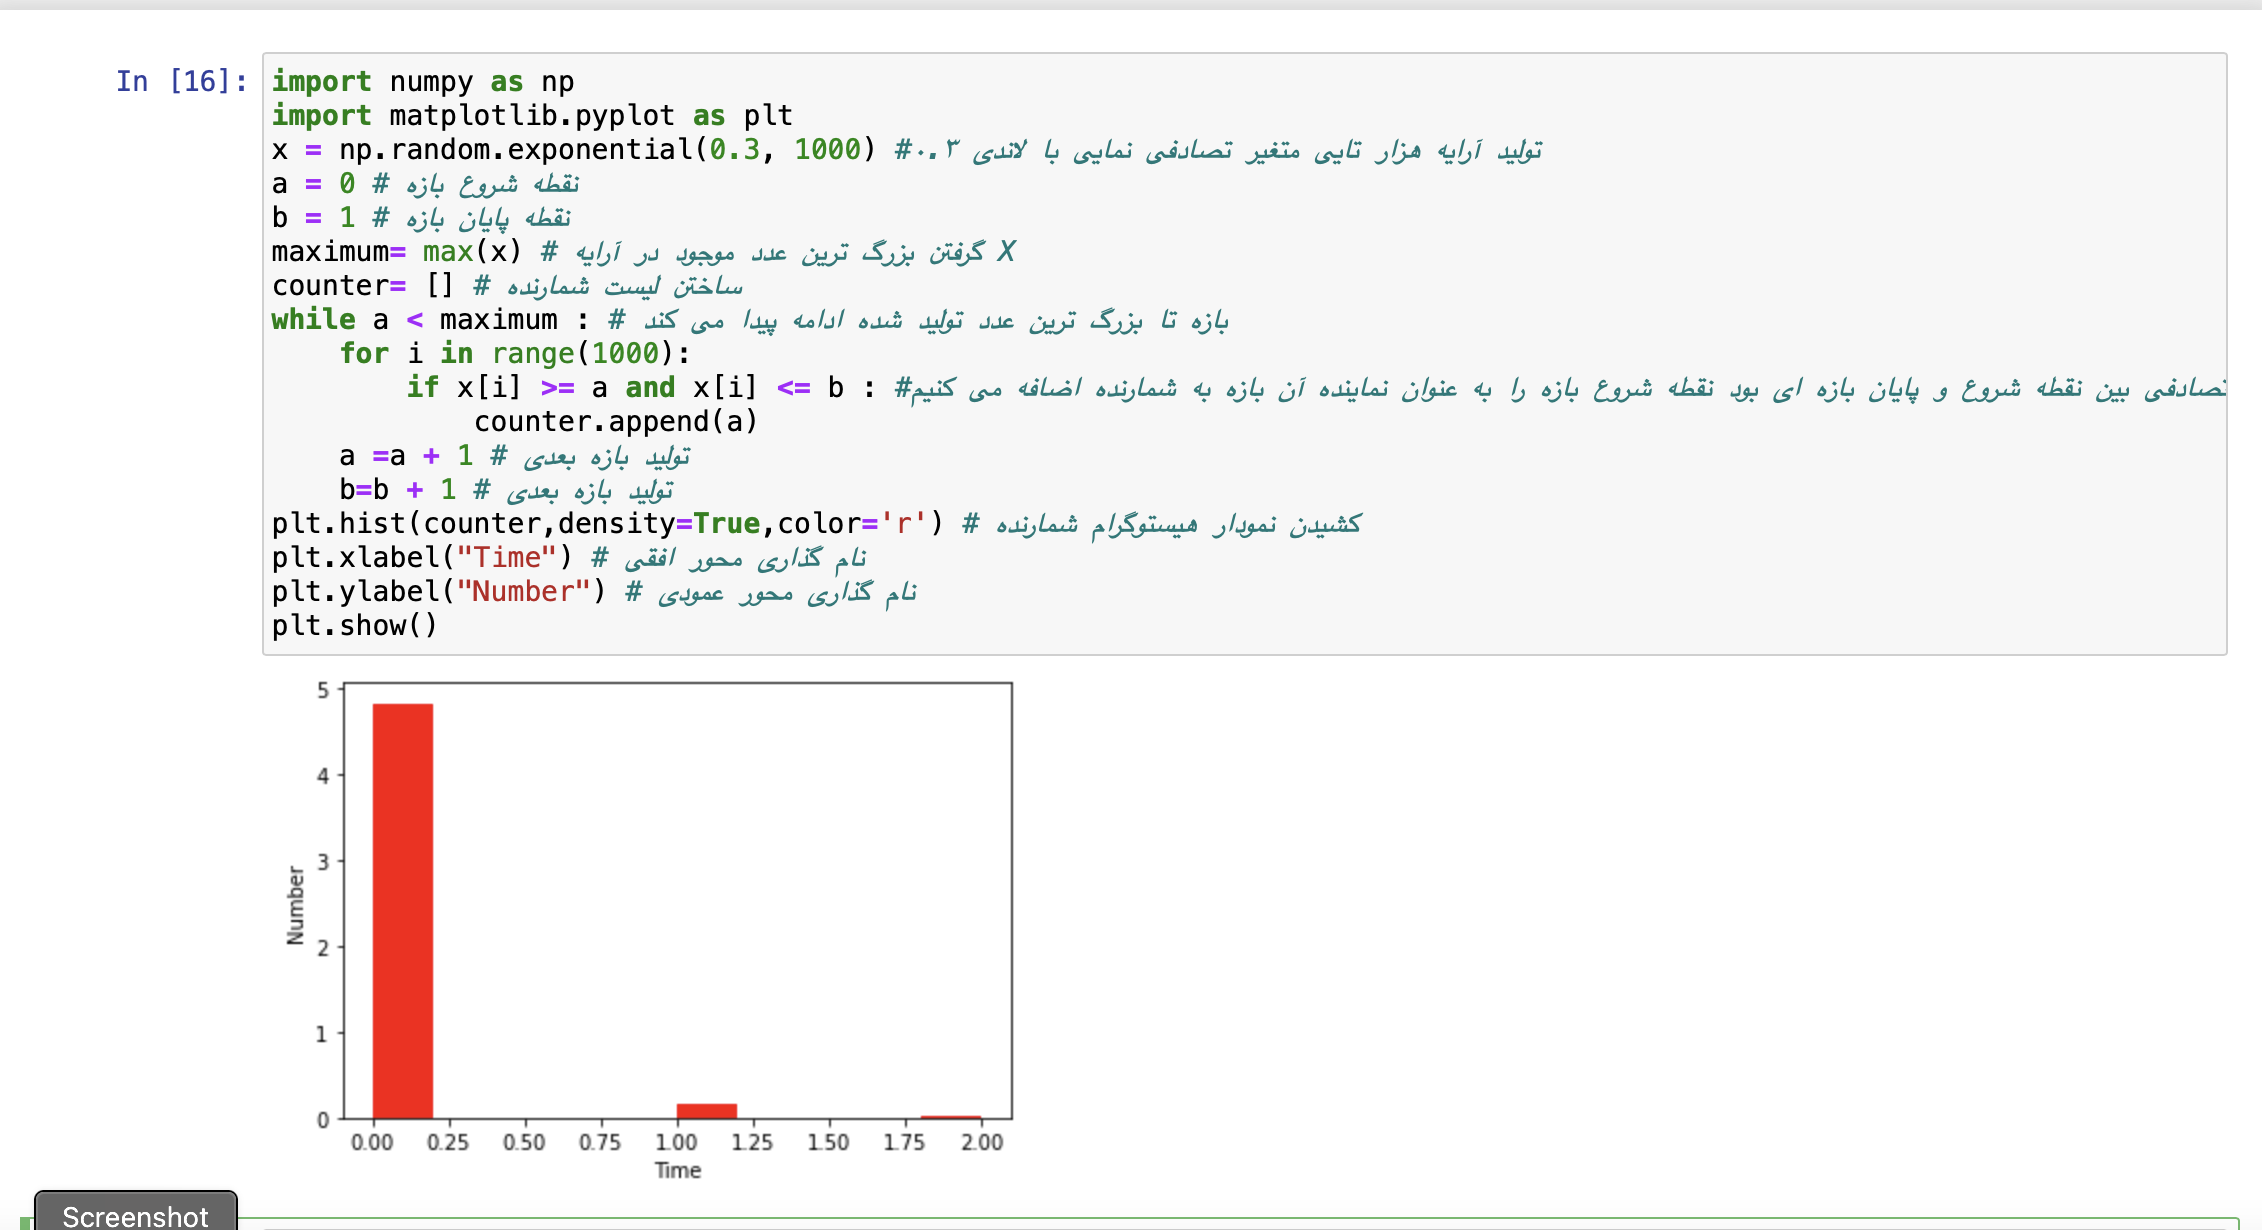 In [16]:
import numpy as np
import matplotlib.pyplot as plt
x = np.random.exponential(0.3, 1000) #تولید آرایه هزار تایی متغیر تصادفی نمایی با لاندی ۰.۳
a = 0 # نقطه شروع بازه
b = 1 # نقطه پایان بازه
maximum= max(x) # گرفتن بزرگ ترین عدد موجود در آرایه X
counter= [] # ساختن لیست شمارنده
while a < maximum : # بازه تا بزرگ ترین عدد تولید شده ادامه پیدا می کند
    for i in range(1000):
        if x[i] >= a and x[i] <= b : #تصادفی بین نقطه شروع و پایان بازه ای بود نقطه شروع بازه را به عنوان نماینده آن بازه به شمارنده اضافه می کنیم
            counter.append(a)
    a =a + 1 # تولید بازه بعدی
    b=b + 1 # تولید بازه بعدی
plt.hist(counter,density=True,color='r') # کشیدن نمودار هیستوگرام شمارنده
plt.xlabel("Time") # نام گذاری محور افقی
plt.ylabel("Number") # نام گذاری محور عمودی
plt.show()
5
4
3
2
1
0
Number
0.00 0.25 0.50 0.75 1.00 1.25 1.50 1.75 2.00
Time
Screenshot